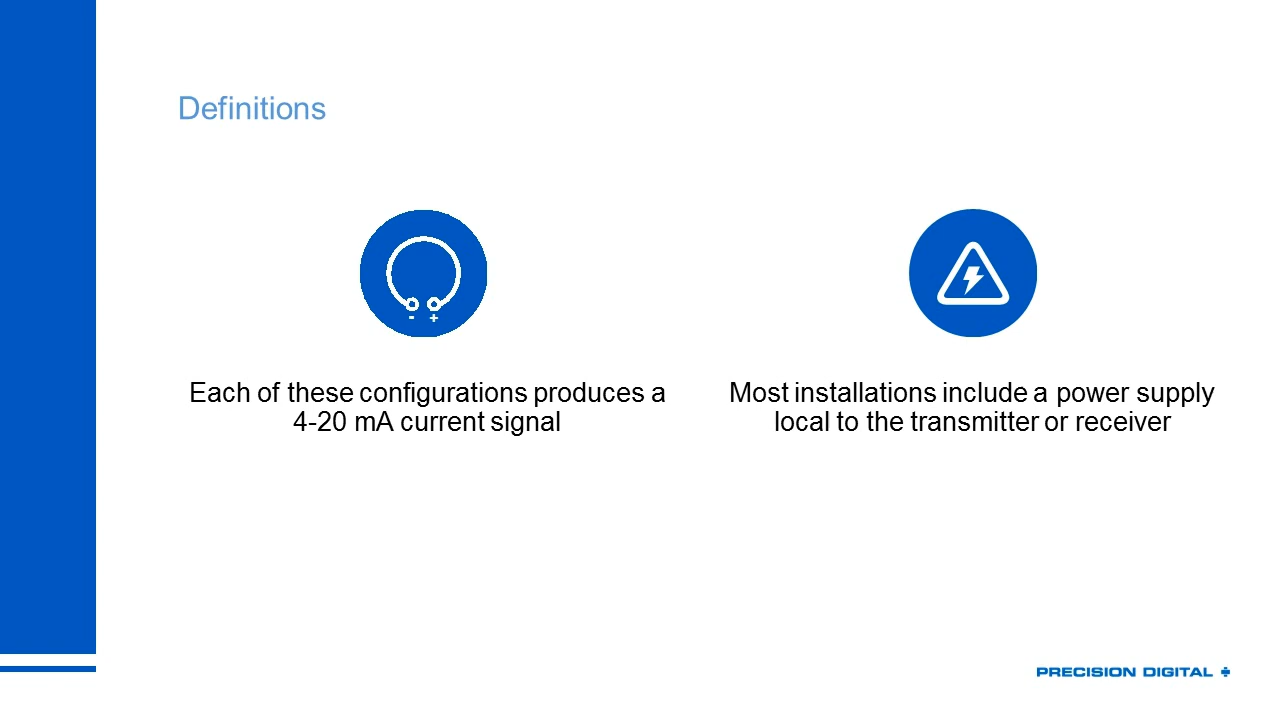 Definitions
- +
Each of these configurations produces a
4-20 mA current signal
Most installations include a power supply
local to the transmitter or receiver
PRECISION DIGITAL